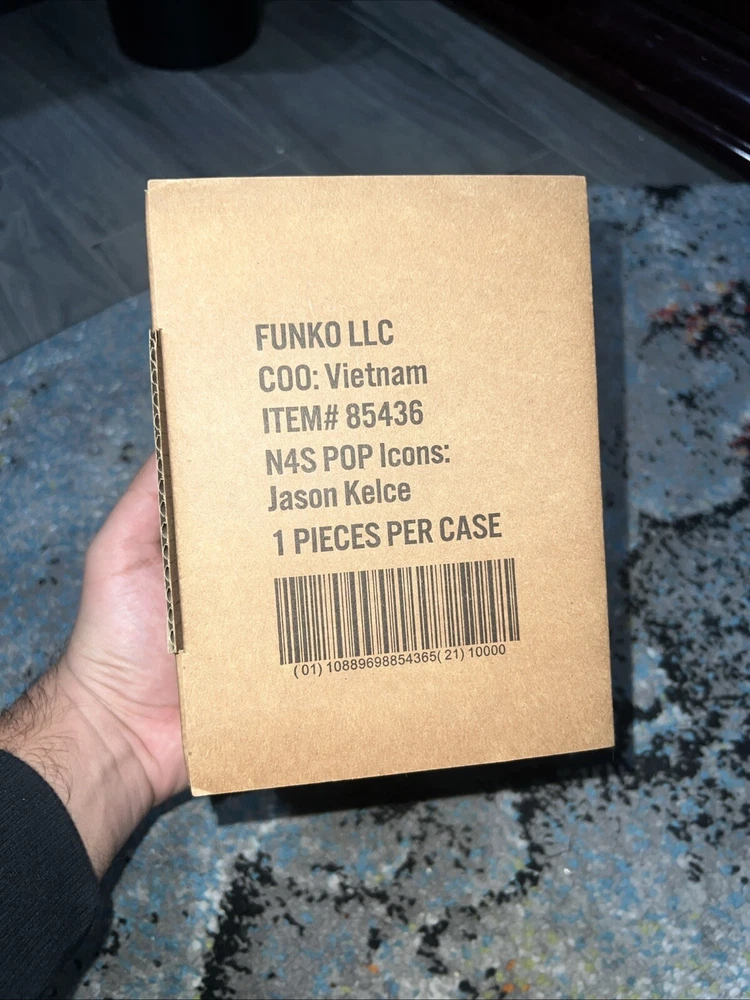 FUNKO LLC
COO: Vietnam
ITEM# 85436
N4S POP Icons:
Jason Kelce
1 PIECES PER CASE
( 01) 10889698854365( 21) 10000